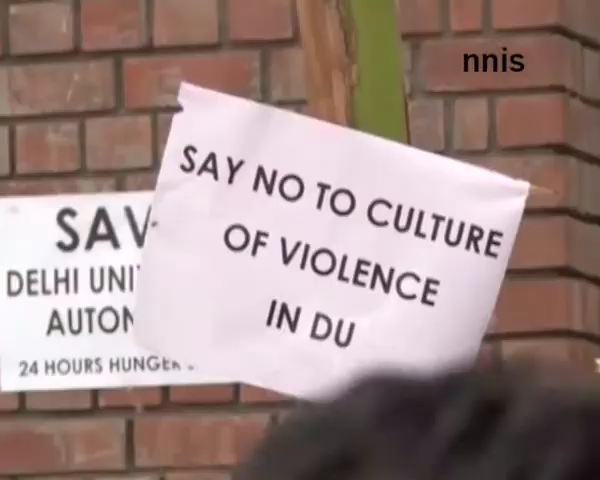 nnis
SAY NO TO CULTURE
OF VIOLENCE
IN DU
SAV
DELHI UNI
AUTON
24 HOURS HUNGER